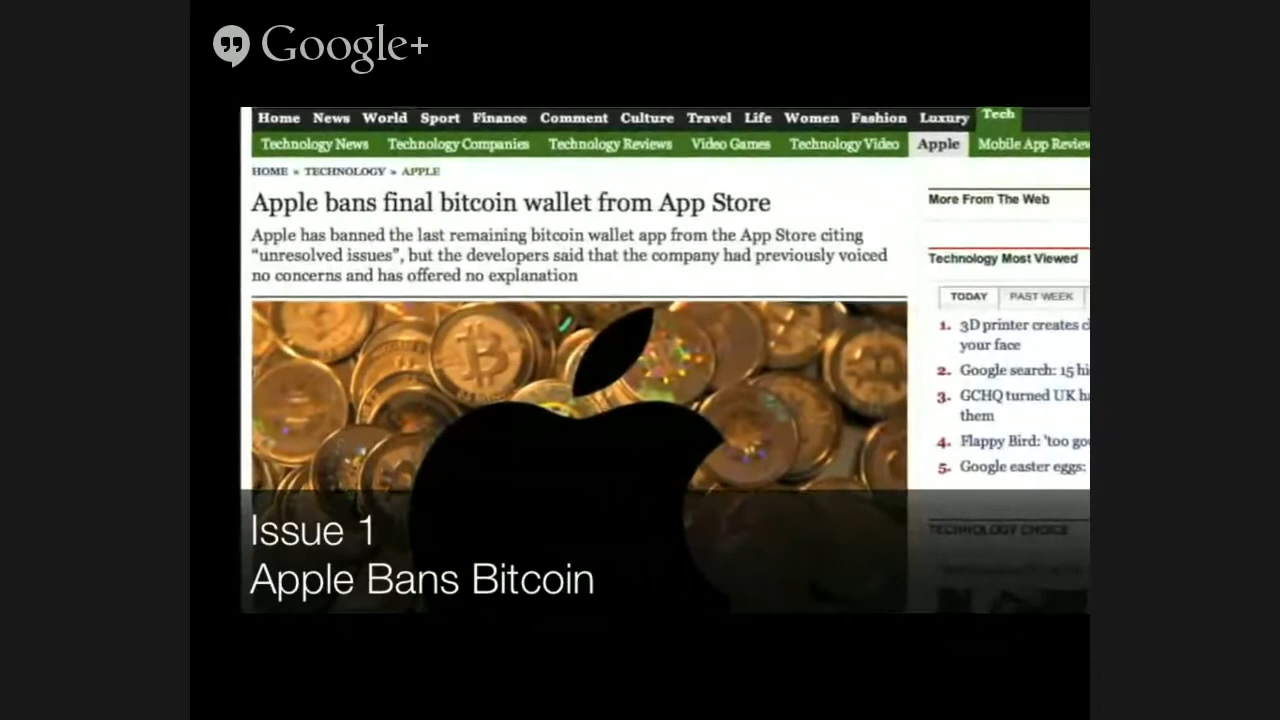 Google+
Home News World Sport Finance Comment Culture Travel Life Women Fashion Luxury Tech
Technology News Technology Companies Technology Reviews Video Games Technology Video Apple Mobile App
HOME » TECHNOLOGY » APPLE
Apple bans final bitcoin wallet from App Store
Apple has banned the last remaining bitcoin wallet app from the App Store citing
"unresolved issues", but the developers said that the company had previously voiced
no concerns and has offered no explanation
More From The Web
Technology Most Viewed
TODAY PAST WEEK
1. 3D printer creates
your face
2. Google search: 15
3. GCHQ turned UK
them
4. Flappy Bird: 'too
5. Google easter eggs:
TECHNOLOGY CHOICE
Issue 1
Apple Bans Bitcoin